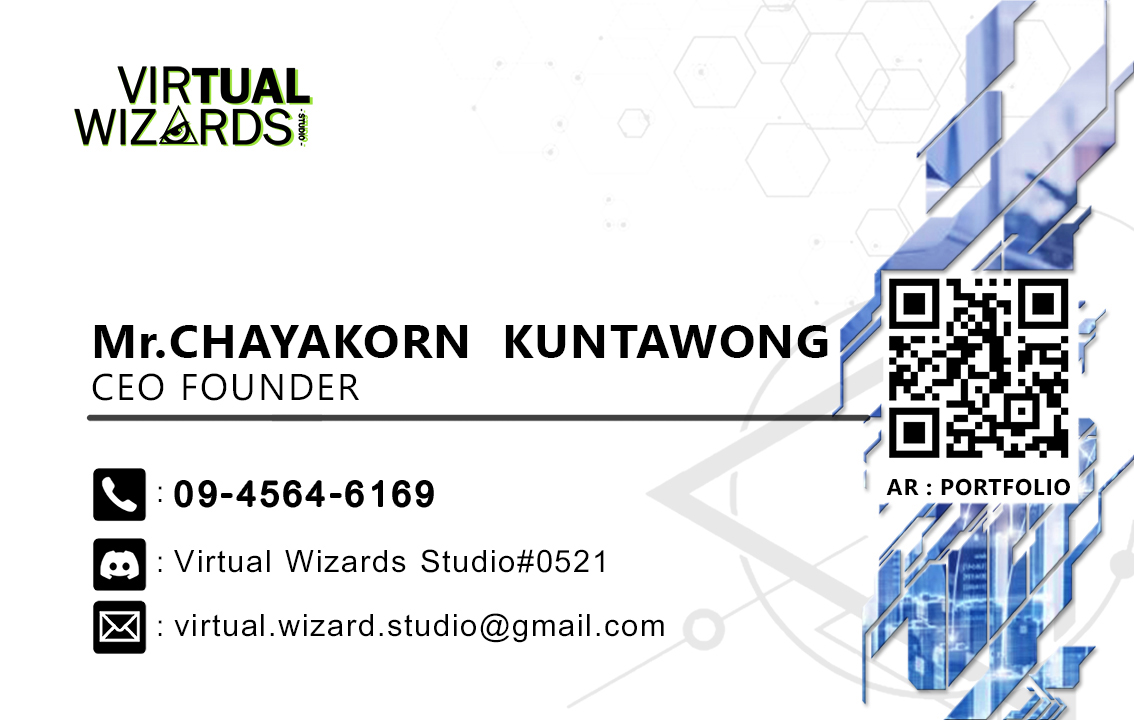 VIRTUAL
WIZARDS
- STUDIO -
Mr.CHAYAKORN KUNTAWONG
CEO FOUNDER
: 09-4564-6169
: Virtual Wizards Studio#0521
: virtual.wizard.studio@gmail.com
AR : PORTFOLIO